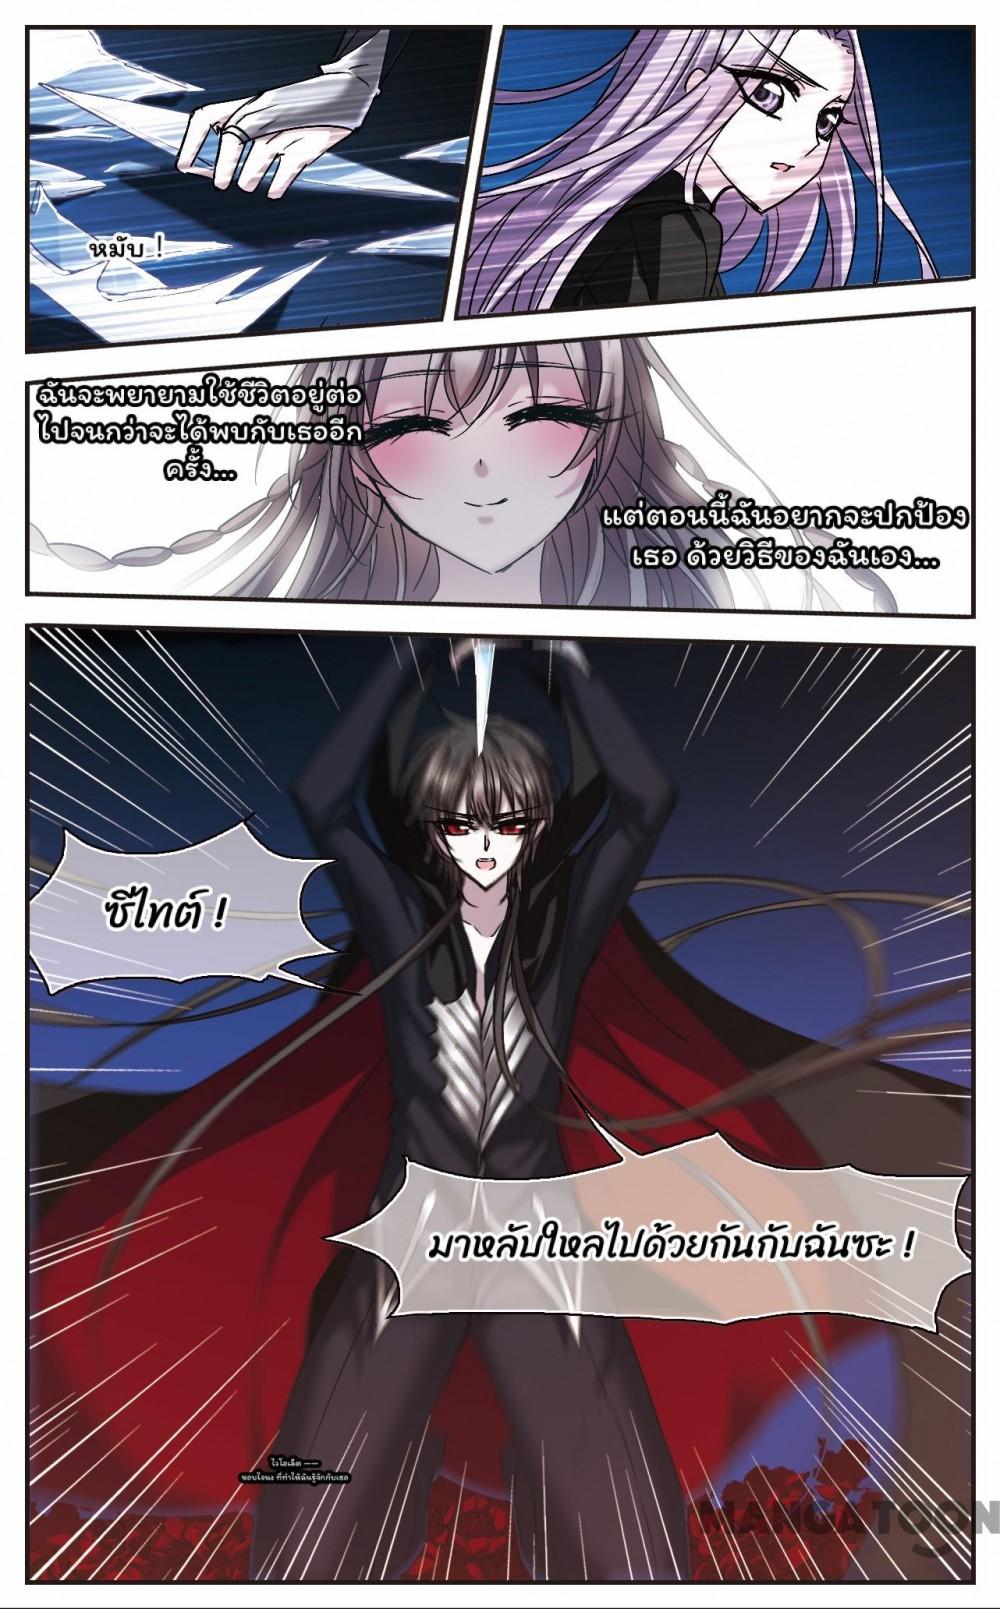 หมับ !
ฉันจะพยายามใช้ชีวิตอยู่ต่อ
ไปจนกว่าจะได้พบกับเธออีก
ครั้ง...
แต่ตอนนี้ฉันอยากจะปกป้อง
เธอ ด้วยวิธีของฉันเอง...
ซีไทต์ !
มาหลับใหลไปด้วยกันกับฉันซะ !
ไวโอเล็ต ——
ขอบใจนะ ที่ทำให้ฉันรู้จักกับเธอ
MANGATOON